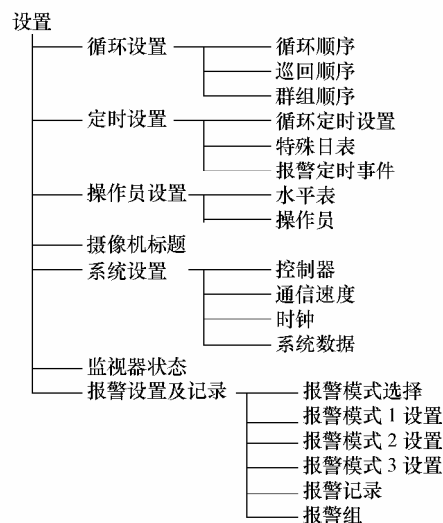 设置
循环设置 循环顺序
巡回顺序
群组顺序
定时设置 循环定时设置
特殊日表
报警定时事件
操作员设置 水平表
操作员
摄像机标题
系统设置 控制器
通信速度
时钟
系统数据
监视器状态
报警设置及记录 报警模式选择
报警模式 1 设置
报警模式 2 设置
报警模式 3 设置
报警记录
报警组